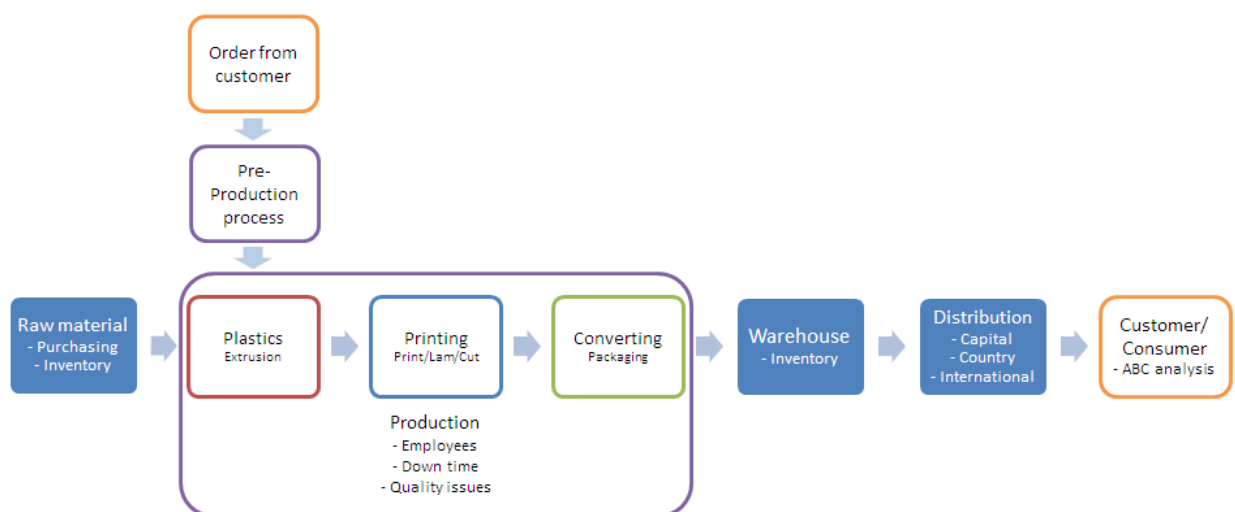 Order from
customer
Pre-
Production
process
Raw material
- Purchasing
- Inventory
Plastics
Extrusion
Printing
Print/Lam/Cut
Converting
Packaging
Production
- Employees
- Down time
- Quality issues
Warehouse
- Inventory
Distribution
- Capital
- Country
- International
Customer/
Consumer
- ABC analysis